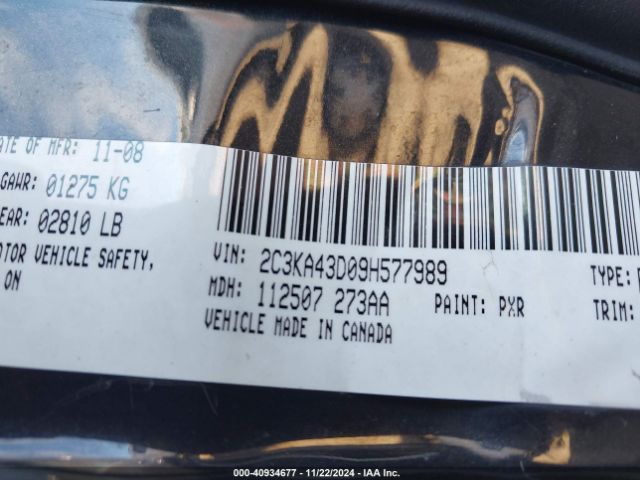 ATE OF MFR: 11-08
GAWR: 01275 KG
EAR: 02810 LB
OTOR VEHICLE SAFETY,
ON
VIN: 2C3KA43D09H577989
TYPE:
MDH: 112507 273AA PAINT: PXR TRIM:
VEHICLE MADE IN CANADA
000-40934677 - 11/22/2024 - IAA Inc.